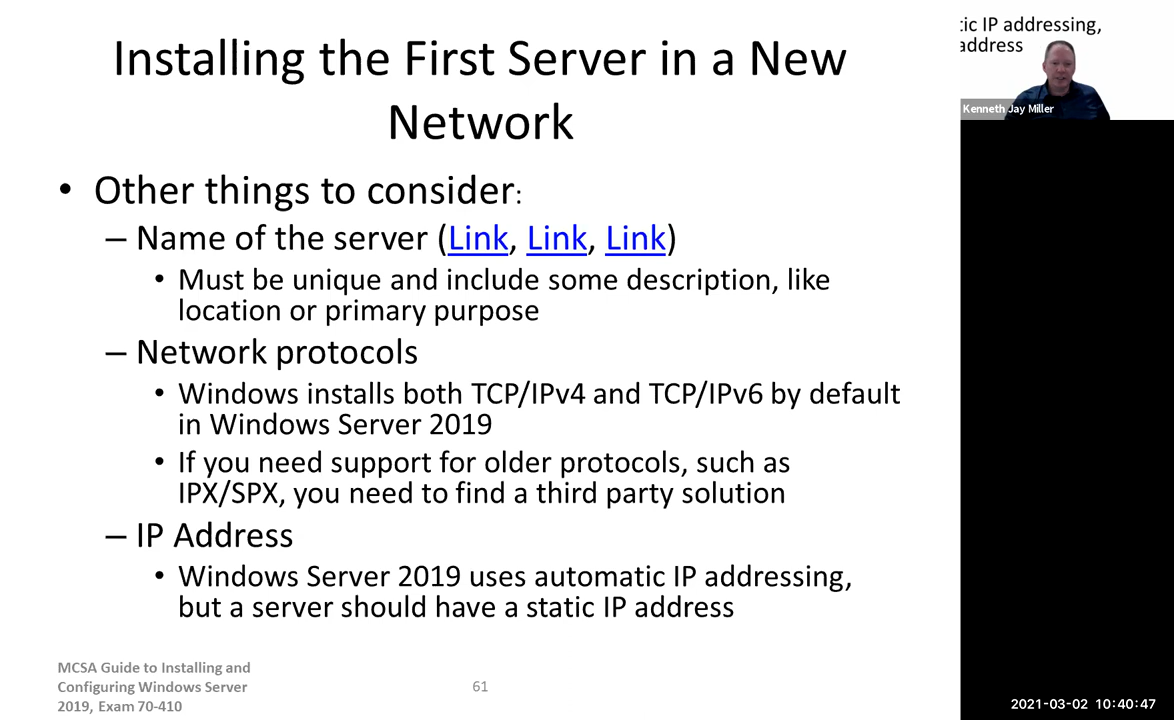 Installing the First Server in a New
Network
• Other things to consider:
– Name of the server (Link, Link, Link)
• Must be unique and include some description, like
location or primary purpose
– Network protocols
• Windows installs both TCP/IPv4 and TCP/IPv6 by default
in Windows Server 2019
• If you need support for older protocols, such as
IPX/SPX, you need to find a third party solution
– IP Address
• Windows Server 2019 uses automatic IP addressing,
but a server should have a static IP address
MCSA Guide to Installing and
Configuring Windows Server
2019, Exam 70-410
61
tic IP addressing,
address
Kenneth Jay Miller
2021-03-02 10:40:47